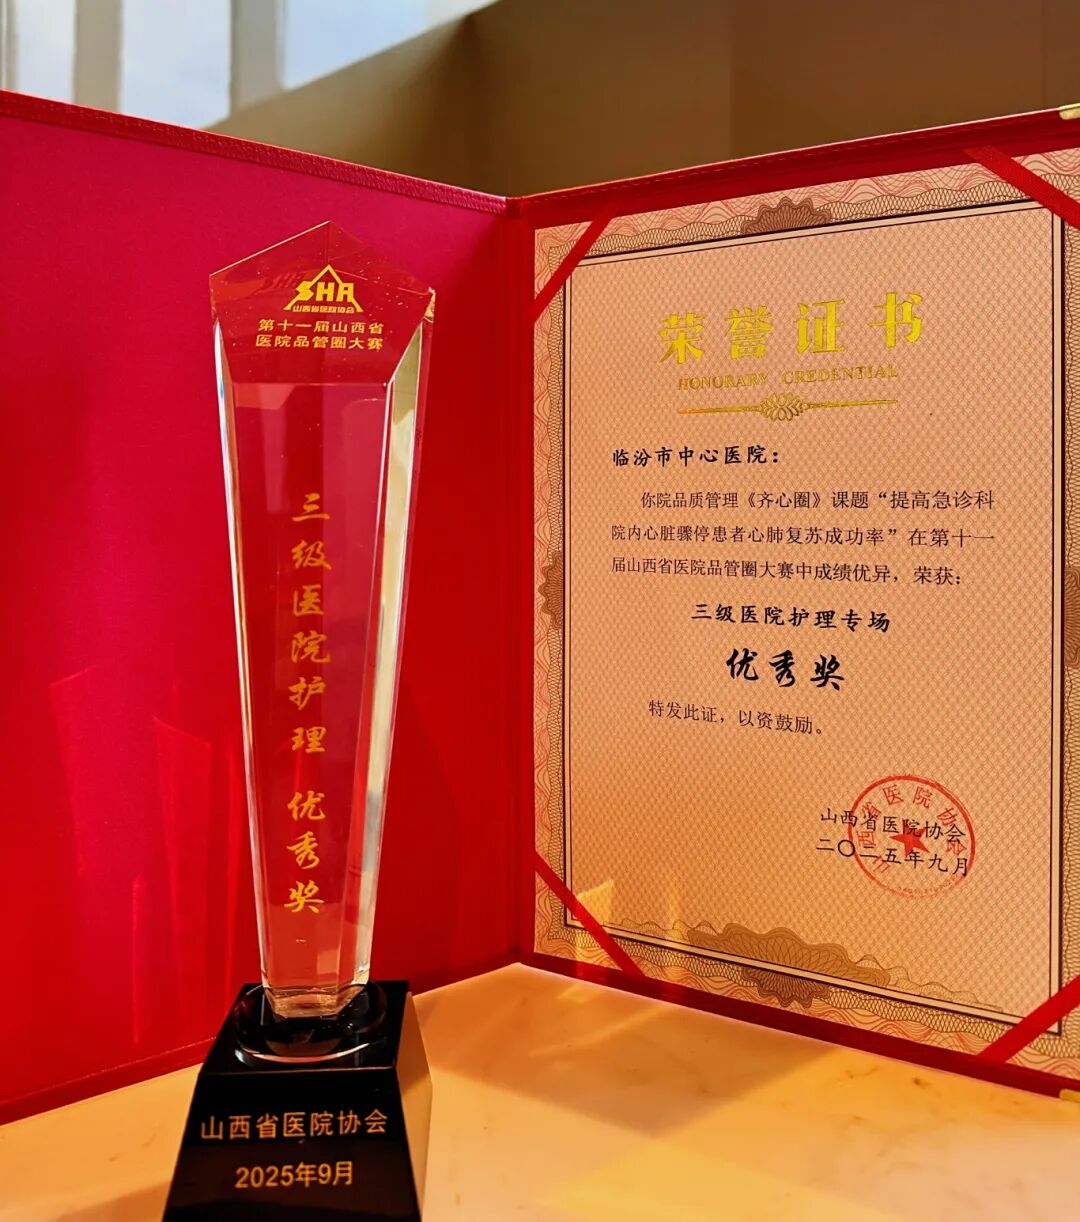 SHA
山西省医院协会
第十一届山西省
医院品管圈大赛
三级医院护理 优秀奖
山西省医院协会
2025年9月
荣誉证书
HONORARY CREDENTIAL
临汾市中心医院：
你院品质管理《齐心圈》课题“提高急诊科
院内心脏骤停患者心肺复苏成功率”在第十一
届山西省医院品管圈大赛中成绩优异，荣获：
三级医院护理专场
优秀奖
特发此证，以资鼓励。
山西省医院协会
二〇二五年九月
山西省医院协会